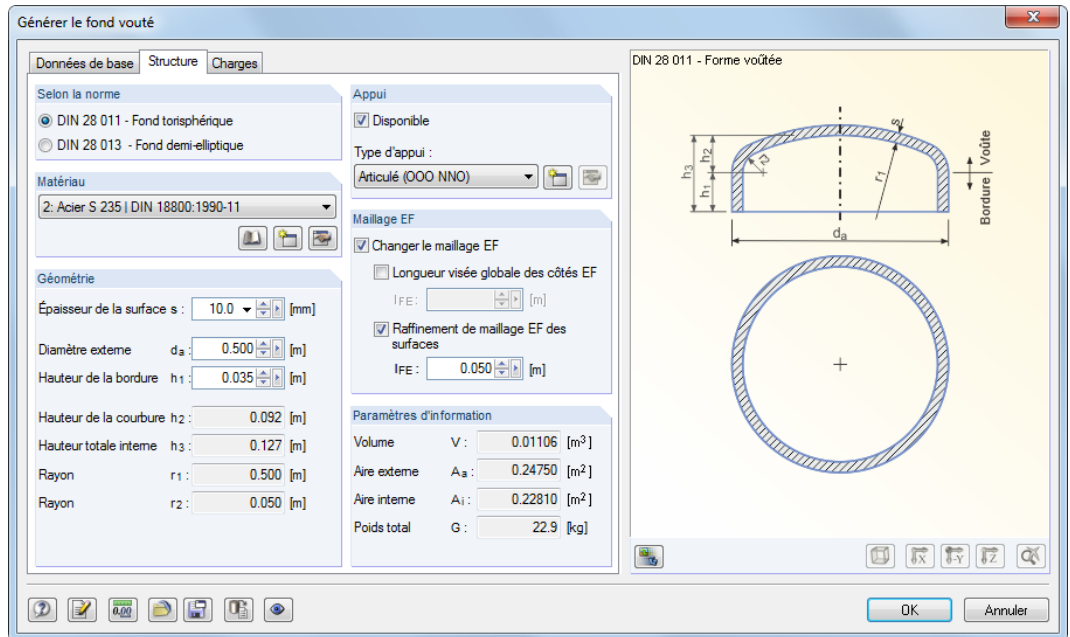 Générer le fond vouté
Données de base Structure Charges
Selon la norme
DIN 28 011 - Fond torisphérique
DIN 28 013 - Fond demi-elliptique
Matériau
2: Acier S 235 | DIN 18800:1990-11
Géométrie
Épaisseur de la surface s : 10.0 [mm]
Diamètre externe da : 0.500 [m]
Hauteur de la bordure h1 : 0.035 [m]
Hauteur de la courbure h2 : 0.092 [m]
Hauteur totale interne h3 : 0.127 [m]
Rayon r1 : 0.500 [m]
Rayon r2 : 0.050 [m]
Appui
Disponible
Type d'appui :
Articulé (OOO NNO)
Maillage EF
Changer le maillage EF
Longueur visée globale des côtés EF
lFE : [m]
Raffinement de maillage EF des
surfaces
lFE : 0.050 [m]
Paramètres d'information
Volume V : 0.01106 [m3]
Aire externe Aa : 0.24750 [m2]
Aire interne Ai : 0.22810 [m2]
Poids total G : 22.9 [kg]
DIN 28 011 - Forme voûtée
s
h3
h2
h1
r2
r1
Bordure | Voûte
da
X
-Y
Z
0.00
OK
Annuler